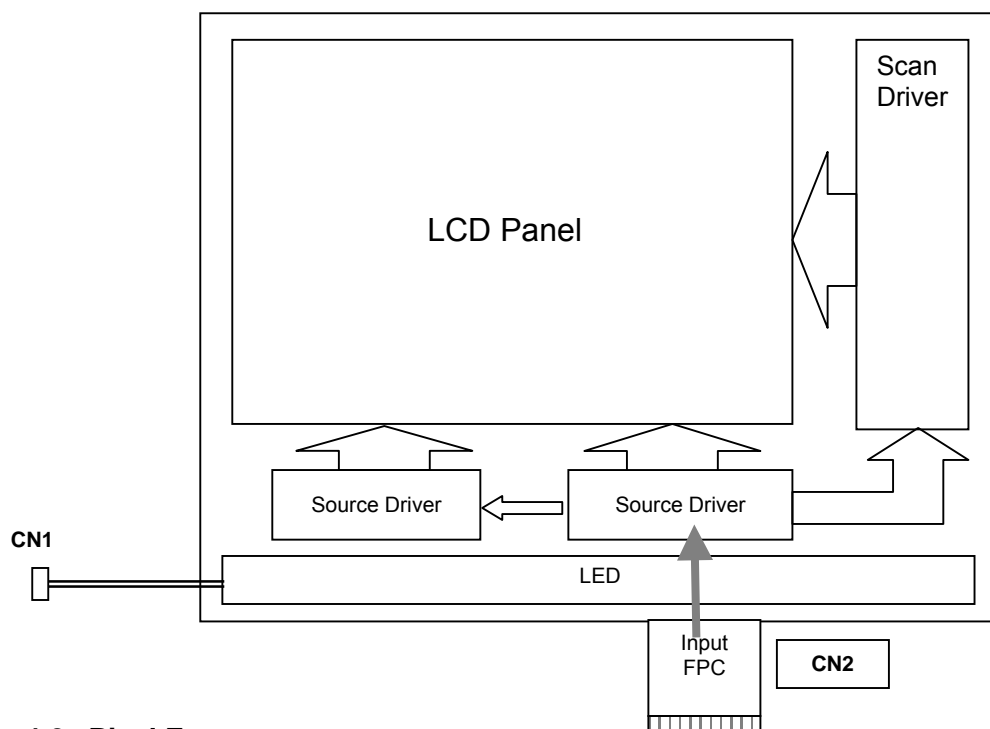 Scan
Driver
LCD Panel
Source Driver
Source Driver
CN1
LED
Input
FPC
CN2